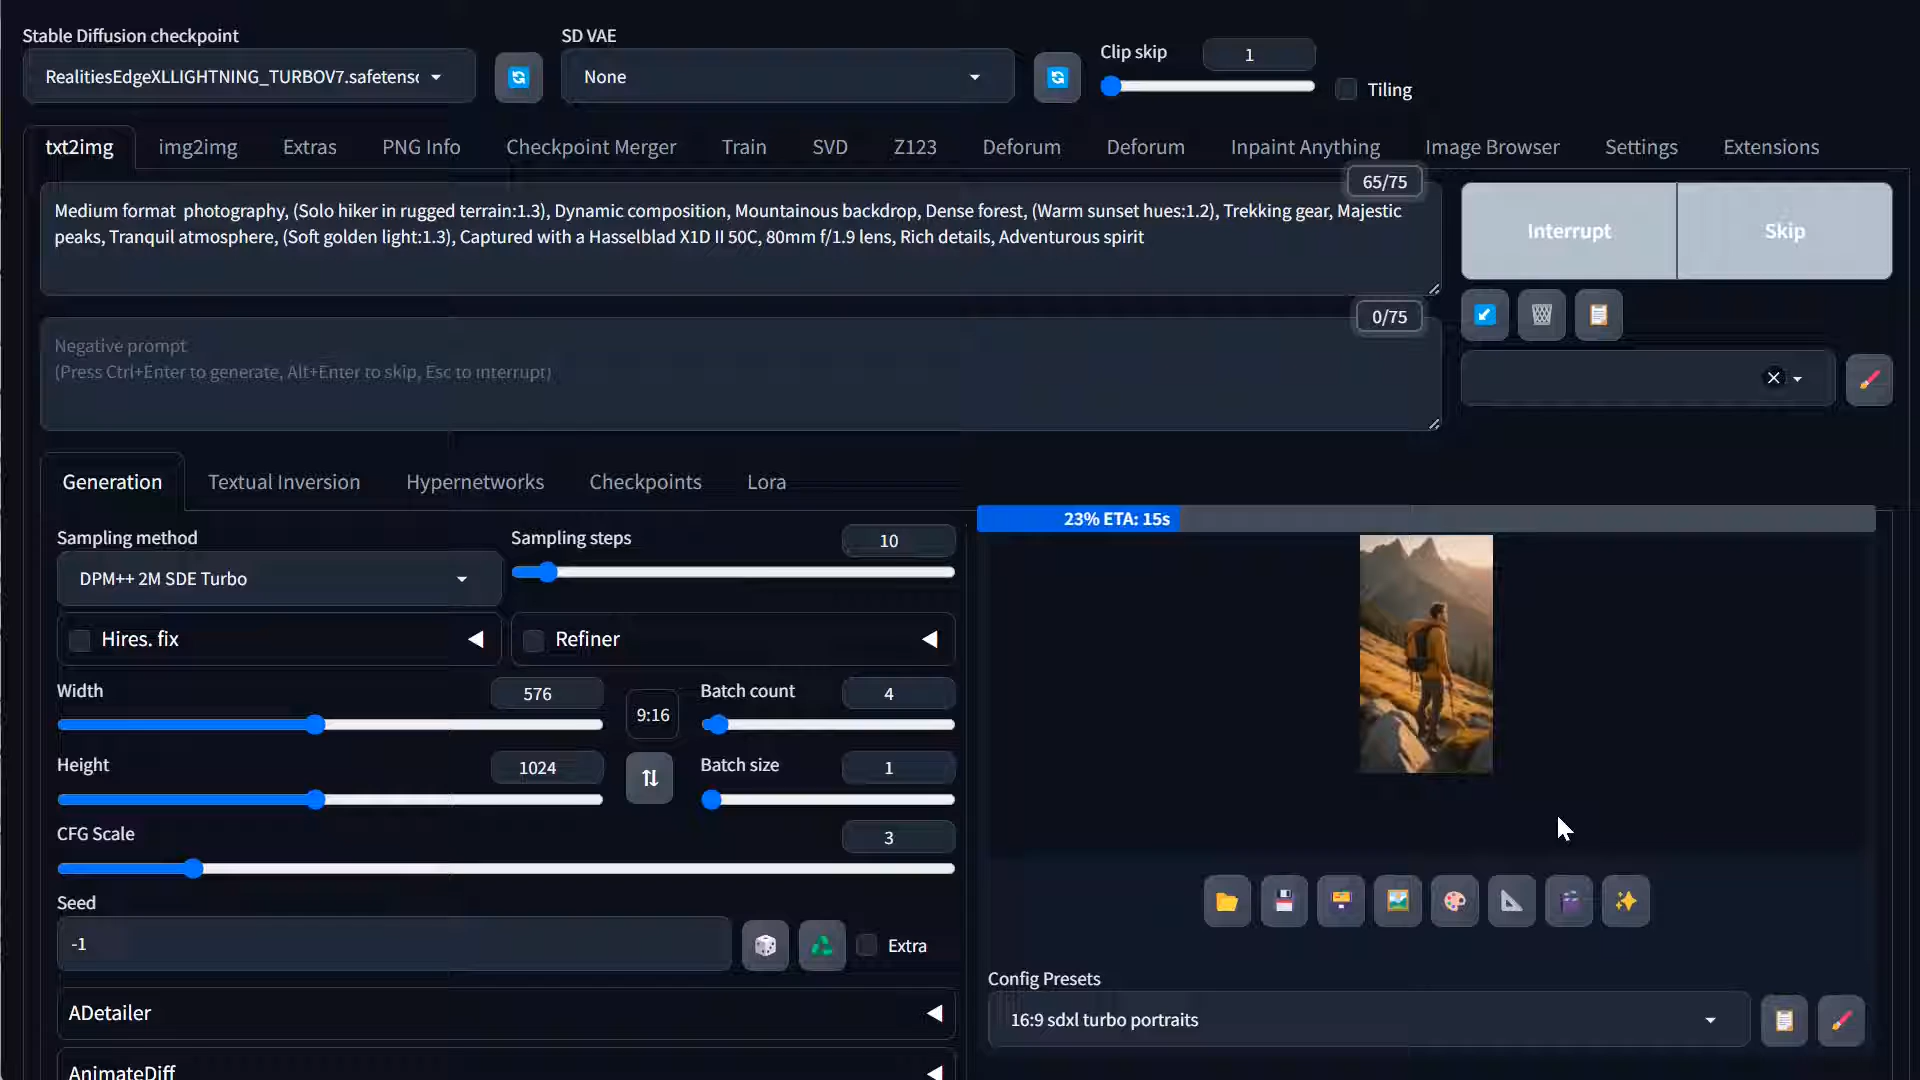 Stable Diffusion checkpoint
SD VAE
Clip skip
1
RealitiesEdgeXLLIGHTNING_TURBOV7.safetensc
None
Tiling
txt2img
img2img
Extras
PNG Info
Checkpoint Merger
Train
SVD
Z123
Deforum
Deforum
Inpaint Anything
Image Browser
Settings
Extensions
65/75
Medium format photography, (Solo hiker in rugged terrain:1.3), Dynamic composition, Mountainous backdrop, Dense forest, (Warm sunset hues:1.2), Trekking gear, Majestic
peaks, Tranquil atmosphere, (Soft golden light:1.3), Captured with a Hasselblad X1D II 50C, 80mm f/1.9 lens, Rich details, Adventurous spirit
Interrupt
Skip
0/75
Negative prompt
(Press Ctrl+Enter to generate, Alt+Enter to skip, Esc to interrupt)
Generation
Textual Inversion
Hypernetworks
Checkpoints
Lora
23% ETA: 15s
Sampling method
Sampling steps
10
DPM++ 2M SDE Turbo
Hires. fix
Refiner
Width
576
9:16
Batch count
4
Height
1024
Batch size
1
CFG Scale
3
Seed
-1
Extra
Config Presets
16:9 sdxl turbo portraits
ADetailer
AnimateDiff